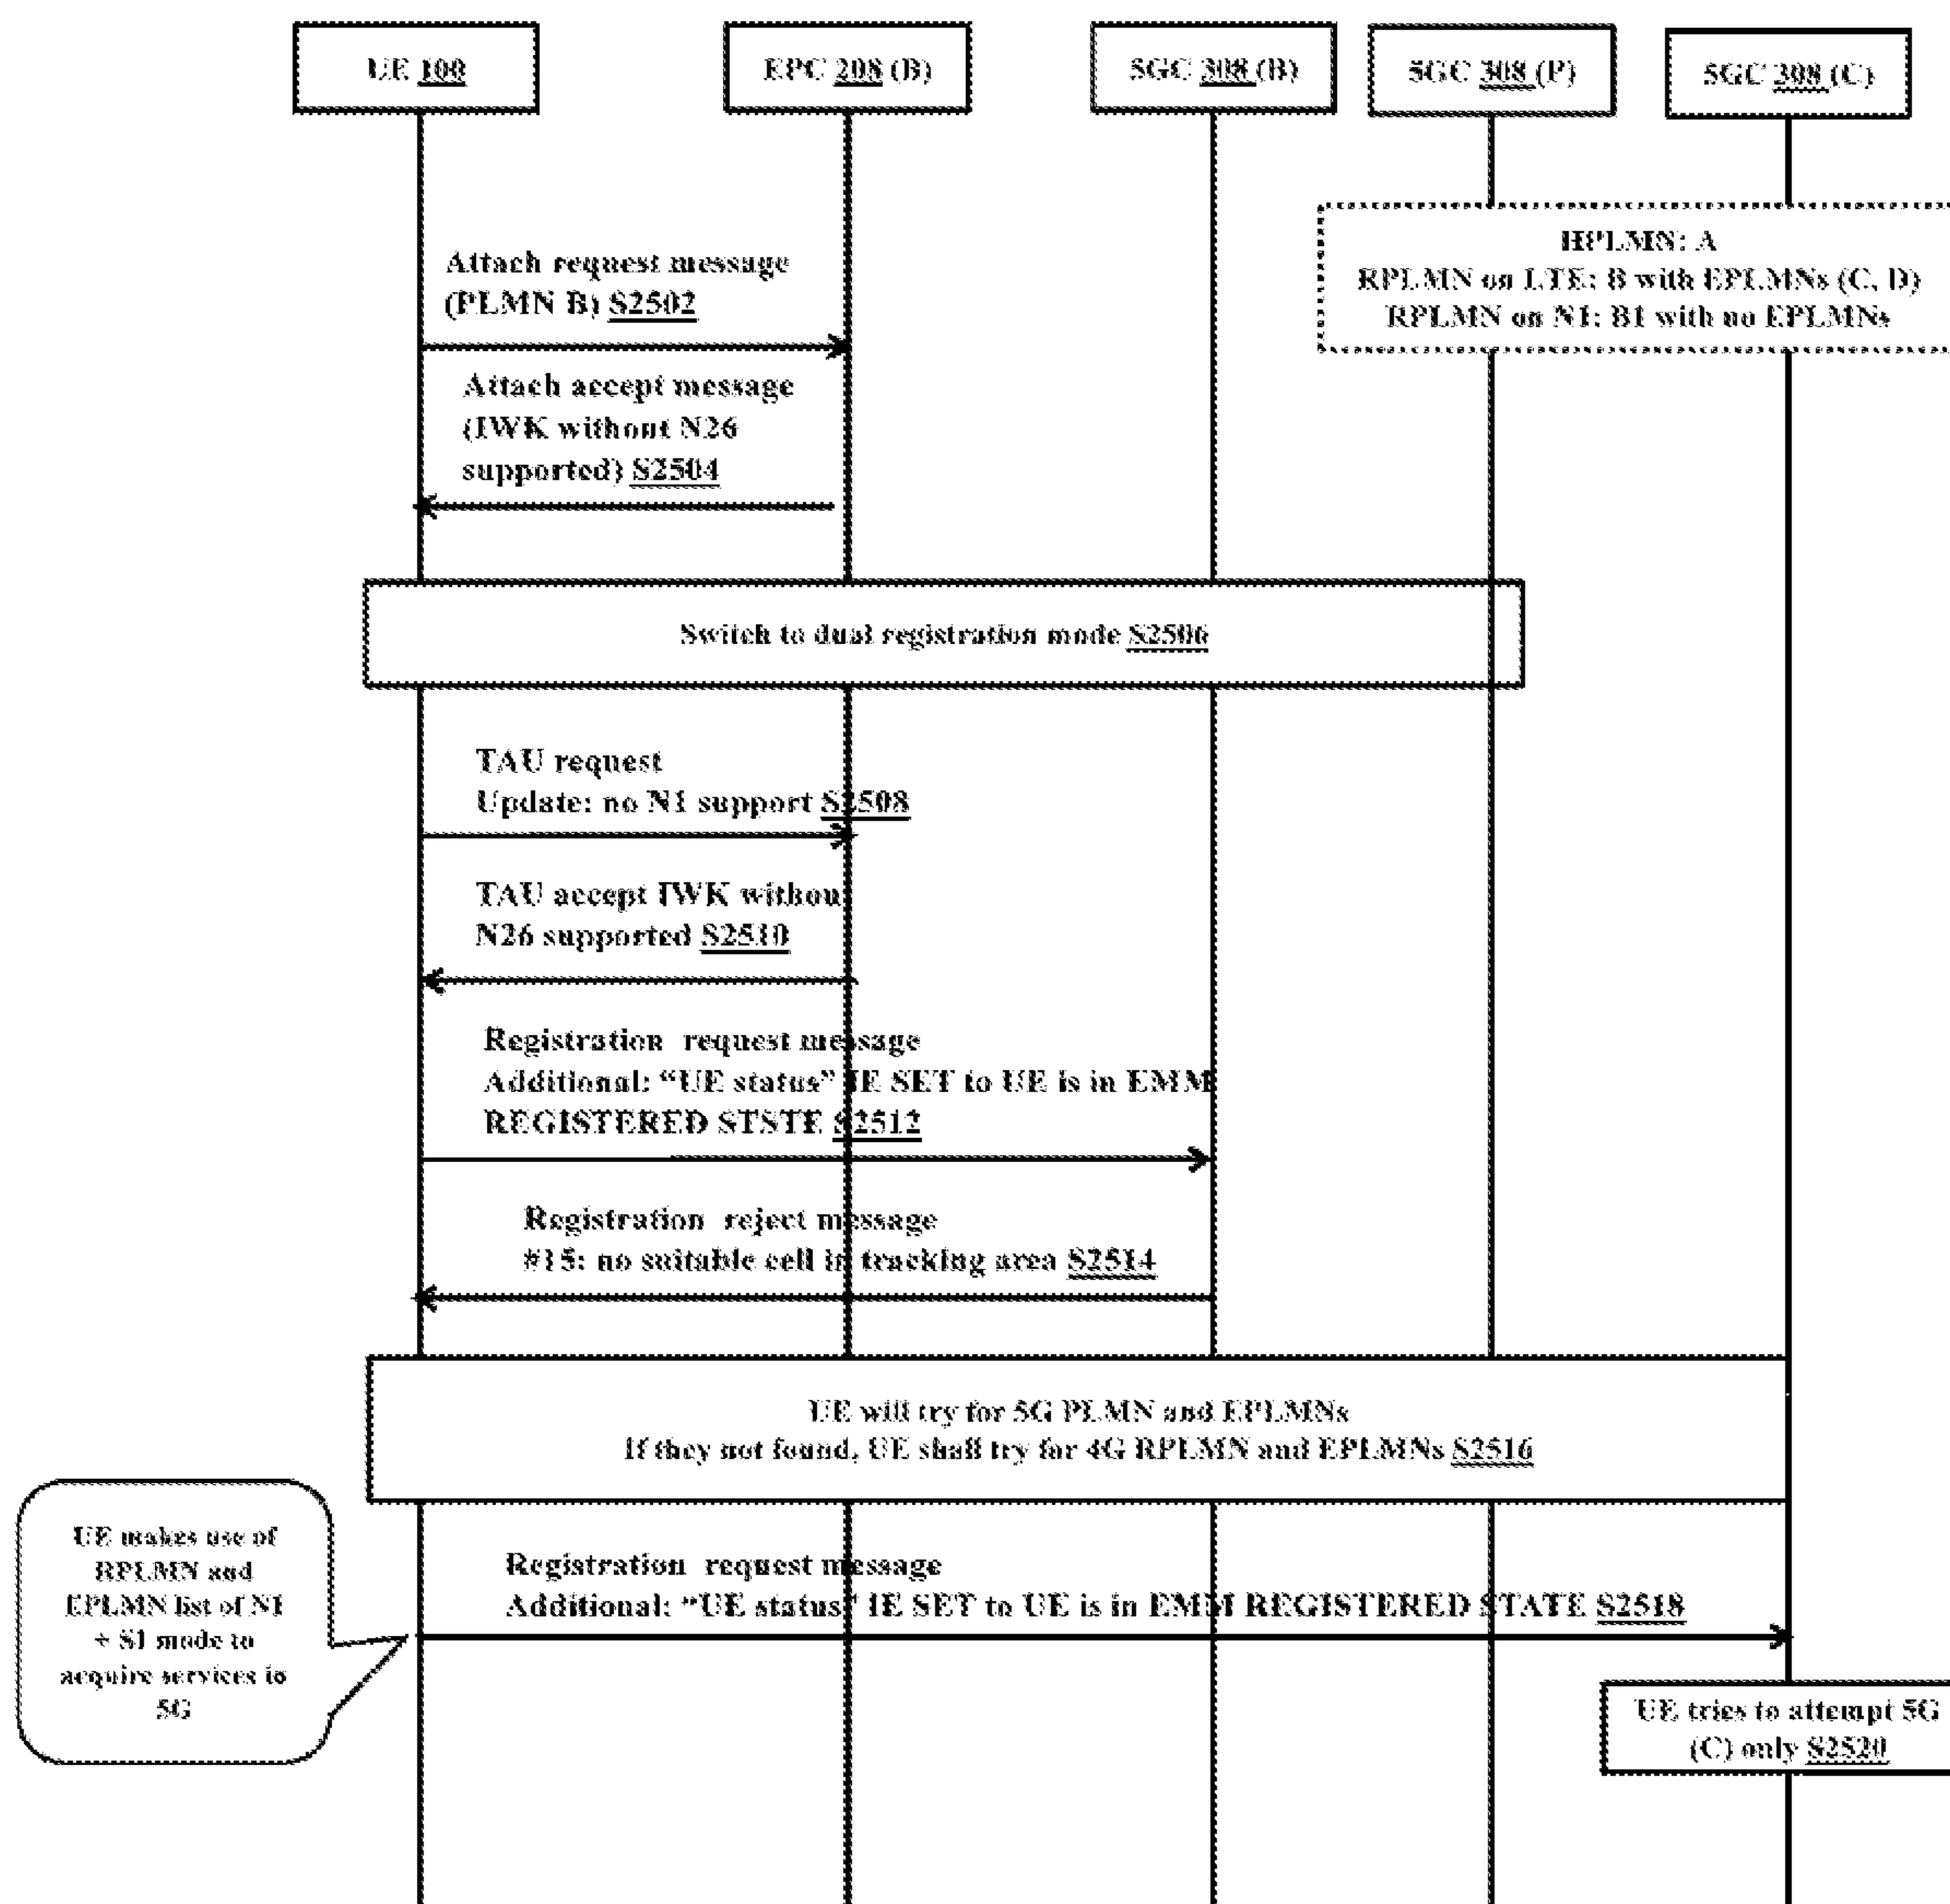 UE 100
EPC 208 (B)
5GC 308 (B)
5GC 308 (P)
5GC 308 (C)
HPLMN: A
RPLMN on LTE: B with EPLMNs (C, D)
RPLMN on N1: B1 with no EPLMNs
Attach request message
(PLMN B) S2502
Attach accept message
(IWK without N26
supported) S2504
Switch to dual registration mode S2506
TAU request
Update: no N1 support S2508
TAU accept IWK withou
N26 supported S2510
Registration request message
Additional: “UE status” IE SET to UE is in EMM
REGISTERED STSTE S2512
Registration reject message
#15: no suitable cell in tracking area S2514
UE will try for 5G PLMN and EPLMNs
If they not found, UE shall try for 4G RPLMN and EPLMNs S2516
UE makes use of
RPLMN and
EPLMN list of N1
+ S1 mode to
acquire services in
5G
Registration request message
Additional: “UE status” IE SET to UE is in EMM REGISTERED STATE S2518
UE tries to attempt 5G
(C) only S2520